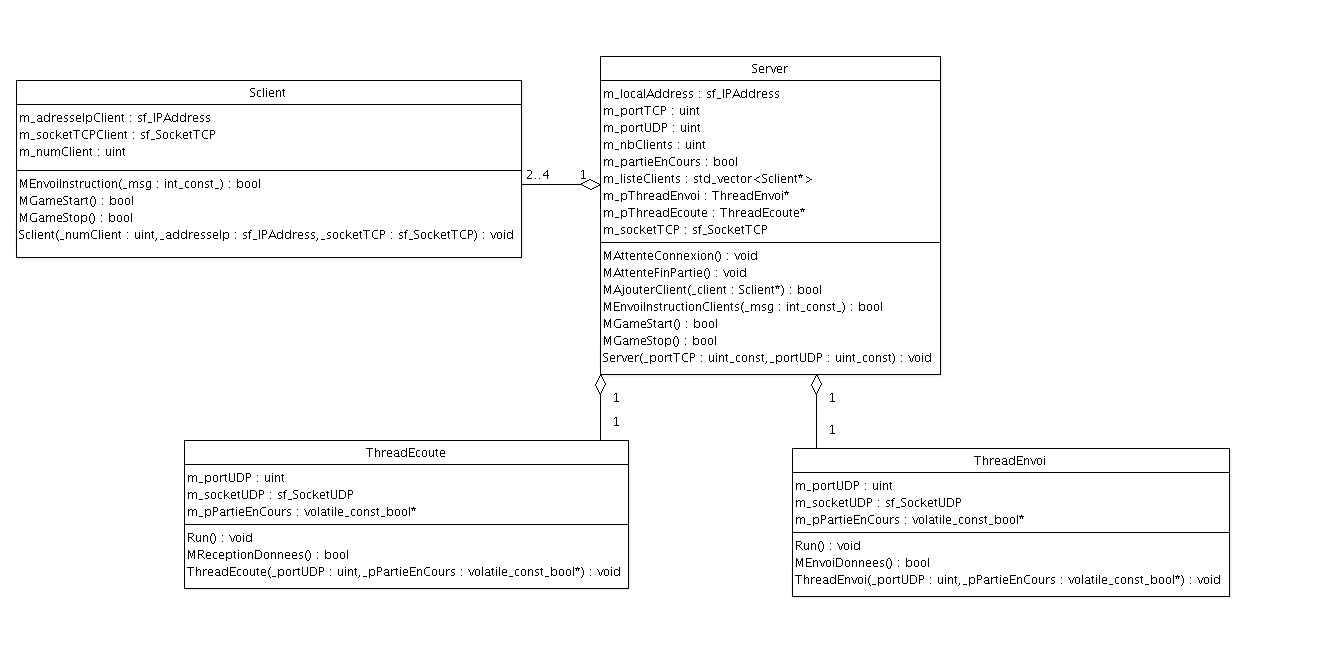 Sclient
m_adresseIpClient : sf_IPAddress
m_socketTCPClient : sf_SocketTCP
m_numClient : uint
MEnvoiInstruction(_msg : int_const_) : bool
MGameStart() : bool
MGameStop() : bool
Sclient(_numClient : uint,_addresseIp : sf_IPAddress,_socketTCP : sf_SocketTCP) : void
2..4
1
Server
m_localAddress : sf_IPAddress
m_portTCP : uint
m_portUDP : uint
m_nbClients : uint
m_partieEnCours : bool
m_listeClients : std_vector<Sclient*>
m_pThreadEnvoi : ThreadEnvoi*
m_pThreadEcoute : ThreadEcoute*
m_socketTCP : sf_SocketTCP
MAttenteConnexion() : void
MAttenteFinPartie() : void
MAjouterClient(_client : Sclient*) : bool
MEnvoiInstructionClients(_msg : int_const_) : bool
MGameStart() : bool
MGameStop() : bool
Server(_portTCP : uint_const,_portUDP : uint_const) : void
1
1
1
1
ThreadEcoute
m_portUDP : uint
m_socketUDP : sf_SocketUDP
m_pPartieEnCours : volatile_const_bool*
Run() : void
MReceptionDonnees() : bool
ThreadEcoute(_portUDP : uint,_pPartieEnCours : volatile_const_bool*) : void
ThreadEnvoi
m_portUDP : uint
m_socketUDP : sf_SocketUDP
m_pPartieEnCours : volatile_const_bool*
Run() : void
MEnvoiDonnees() : bool
ThreadEnvoi(_portUDP : uint,_pPartieEnCours : volatile_const_bool*) : void